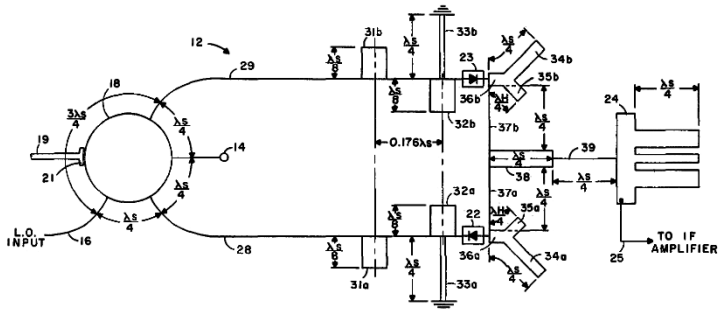 31b
33b
λS/4
12
λS/8
23
λS/4
34b
35b
29
18
λS/8
36b
λH/4
24
λS/4
3λS/4
19
32b
37b
λS/4
λS/4
14
0.176λS
λS/4
39
21
38
λS/4
λS/4
32a
37a
λS/4
λS/8
λH/4
35a
L.O. INPUT
λS/4
22
16
28
λS/8
36a
34a
TO IF AMPLIFIER
25
31a
λS/4
33a
λS/4